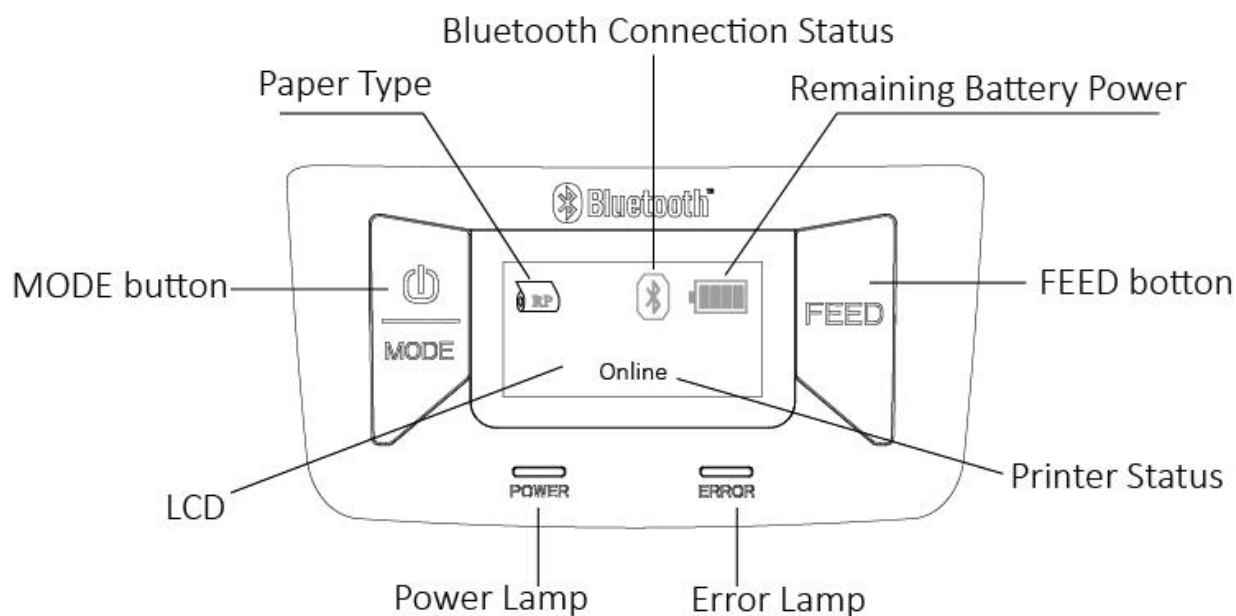 Bluetooth Connection Status
Paper Type
Remaining Battery Power
Bluetooth™
MODE button
FEED botton
RP
FEED
MODE
Online
LCD
Printer Status
POWER
ERROR
Power Lamp
Error Lamp